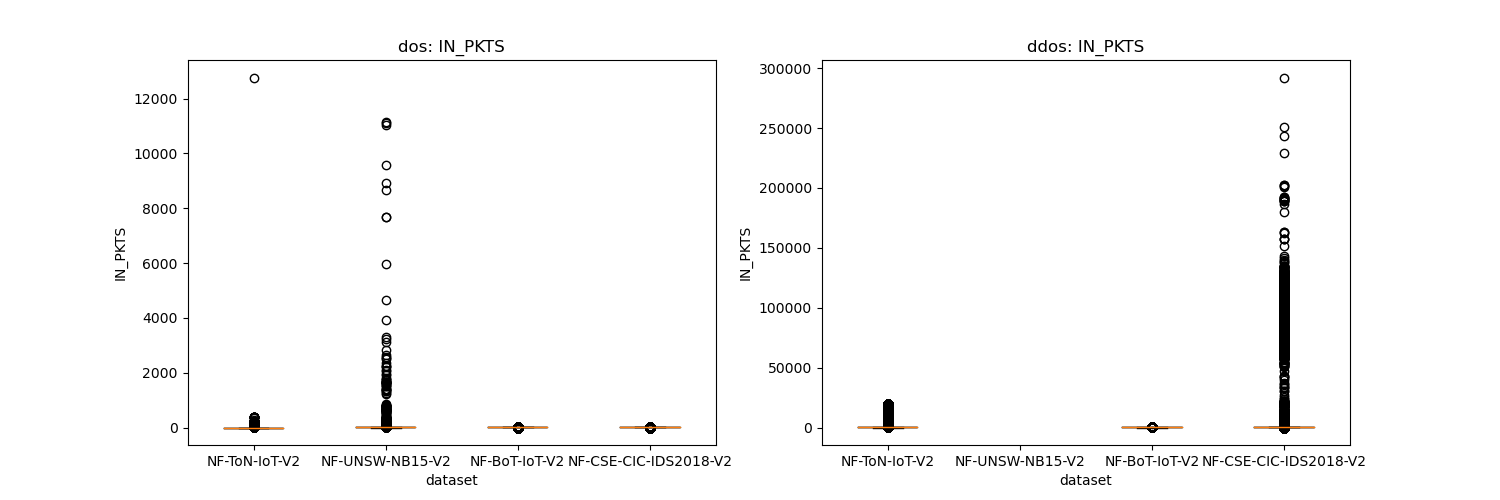 dos: IN_PKTS
12000
10000
8000
6000
4000
2000
0
IN_PKTS
NF-ToN-IoT-V2
NF-UNSW-NB15-V2
NF-BoT-IoT-V2
NF-CSE-CIC-IDS2018-V2
dataset
ddos: IN_PKTS
300000
250000
200000
150000
100000
50000
0
IN_PKTS
NF-ToN-IoT-V2
NF-UNSW-NB15-V2
NF-BoT-IoT-V2
NF-CSE-CIC-IDS2018-V2
dataset